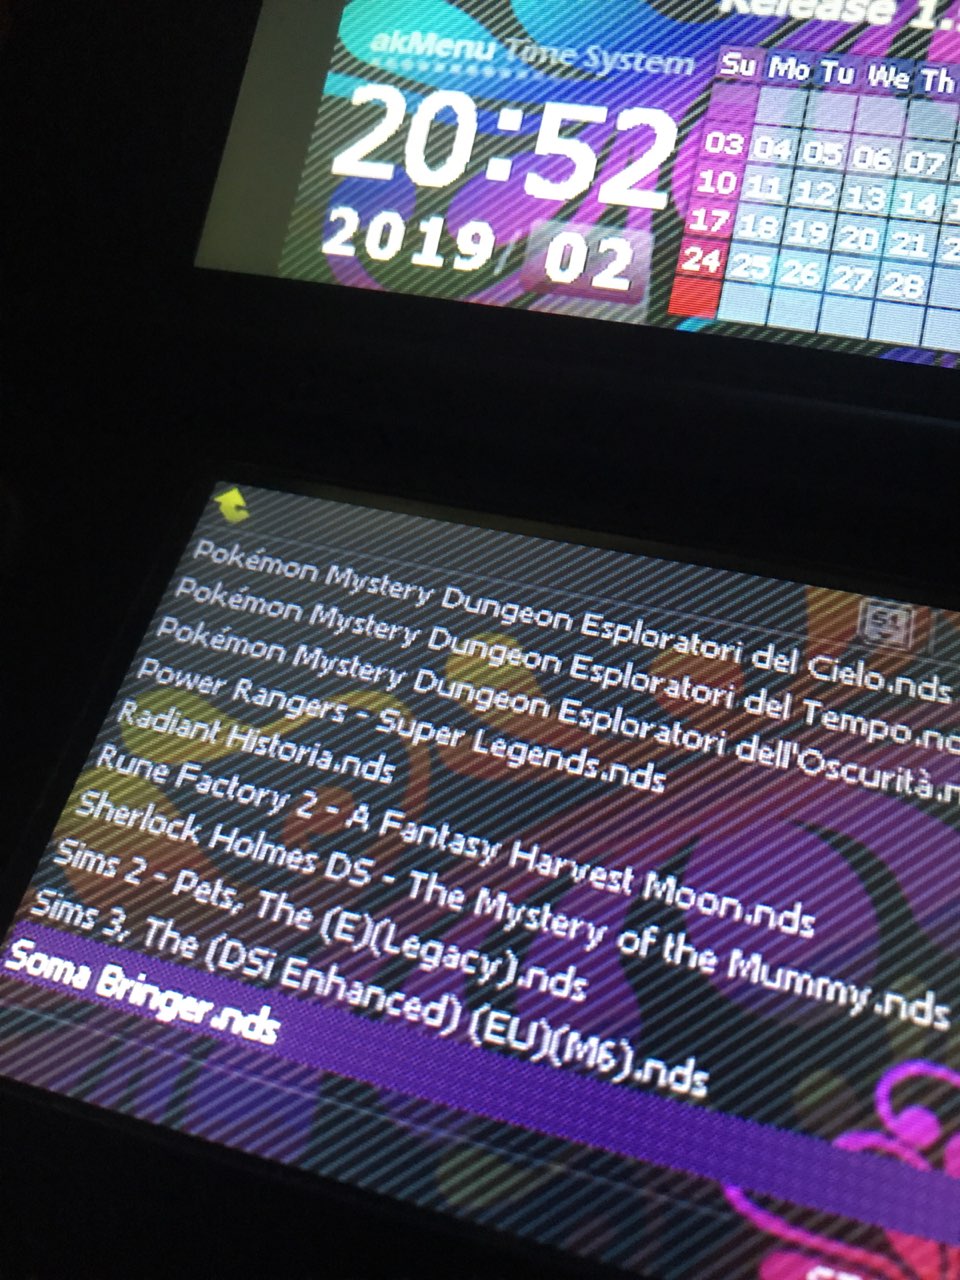 Release 1.
akMenu Time System
20:52
2019/02
Su Mo Tu We Th
03 04 05 06 07
10 11 12 13 14
17 18 19 20 21
24 25 26 27 28
Pokémon Mystery Dungeon Esploratori del Cielo.nds
Pokémon Mystery Dungeon Esploratori del Tempo.nd
Pokémon Mystery Dungeon Esploratori dell'Oscurità.n
Power Rangers - Super Legends.nds
Radiant Historia.nds
Rune Factory 2 - A Fantasy Harvest Moon.nds
Sherlock Holmes DS - The Mystery of the Mummy.nds
Sims 2 - Pets, The (E)(Legacy).nds
Sims 3, The (DSi Enhanced) (EU)(M6).nds
Soma Bringer.nds